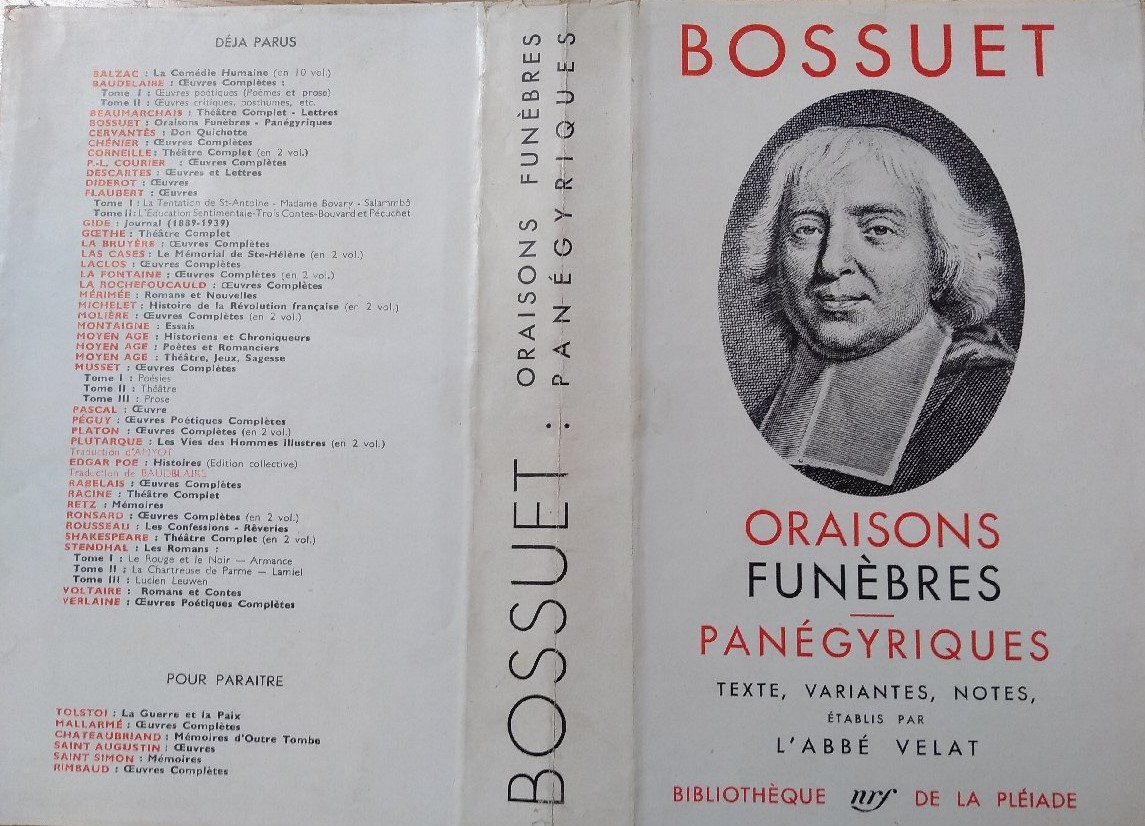 DÉJA PARUS
BALZAC : La Comédie Humaine (en 10 vol.)
BAUDELAIRE : Œuvres Complètes :
Tome I : Œuvres poétiques (Poèmes et prose)
Tome II : Œuvres critiques, posthumes, etc.
BEAUMARCHAIS : Théâtre Complet - Lettres
BOSSUET : Oraisons Funèbres - Panégyriques
CERVANTÈS : Don Quichotte
CHÉNIER : Œuvres Complètes
CORNEILLE : Théâtre Complet (en 2 vol.)
P.-L. COURIER : Œuvres Complètes
DESCARTES : Œuvres et Lettres
DIDEROT : Œuvres
FLAUBERT : Œuvres
Tome I : La Tentation de St-Antoine - Madame Bovary - Salammbô
Tome II : L'Education Sentimentale-Trois Contes-Bouvard et Pécuchet
GIDE : Journal (1889-1939)
GŒTHE : Théâtre Complet
LA BRUYÈRE : Œuvres Complètes
LAS CASES : Le Mémorial de Ste-Hélène (en 2 vol.)
LACLOS : Œuvres Complètes
LA FONTAINE : Œuvres Complètes (en 2 vol.)
LA ROCHEFOUCAULD : Œuvres Complètes
MÉRIMÉE : Romans et Nouvelles
MICHELET : Histoire de la Révolution française (en 2 vol.)
MOLIÈRE : Œuvres Complètes (en 2 vol.)
MONTAIGNE : Essais
MOYEN AGE : Historiens et Chroniqueurs
MOYEN AGE : Poètes et Romanciers
MOYEN AGE : Théâtre, Jeux, Sagesse
MUSSET : Œuvres Complètes
Tome I : Poésies
Tome II : Théâtre
Tome III : Prose
PASCAL : Œuvre
PÉGUY : Œuvres Poétiques Complètes
PLATON : Œuvres Complètes (en 2 vol.)
PLUTARQUE : Les Vies des Hommes Illustres (en 2 vol.)
Traduction d'AMYOT
EDGAR POE : Histoires (Edition collective)
Traduction de BAUDELAIRE
RABELAIS : Œuvres Complètes
RACINE : Théâtre Complet
RETZ : Mémoires
RONSARD : Œuvres Complètes (en 2 vol.)
ROUSSEAU : Les Confessions - Rêveries
SHAKESPEARE : Théâtre Complet (en 2 vol.)
STENDHAL : Les Romans :
Tome I : Le Rouge et le Noir — Armance
Tome II : La Chartreuse de Parme — Lamiel
Tome III : Lucien Leuwen
VOLTAIRE : Romans et Contes
VERLAINE : Œuvres Poétiques Complètes
POUR PARAITRE
TOLSTOI : La Guerre et la Paix
MALLARMÉ : Œuvres Complètes
CHATEAUBRIAND : Mémoires d'Outre Tombe
SAINT AUGUSTIN : Œuvres
SAINT SIMON : Mémoires
RIMBAUD : Œuvres Complètes
BOSSUET : ORAISONS FUNÈBRES
PANÉGYRIQUES
BOSSUET
ORAISONS
FUNÈBRES
PANÉGYRIQUES
TEXTE, VARIANTES, NOTES,
ÉTABLIS PAR
L'ABBÉ VELAT
BIBLIOTHÈQUE nrf DE LA PLÉIADE